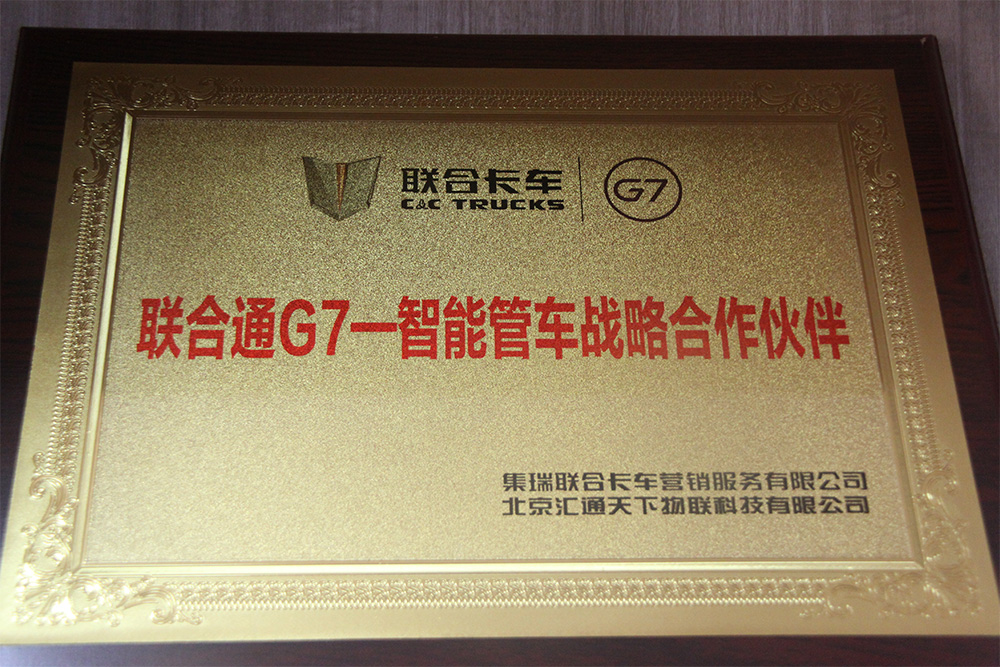 联合卡车
C&C TRUCKS
G7
联合通G7—智能管车战略合作伙伴
集瑞联合卡车营销服务有限公司
北京汇通天下物联科技有限公司